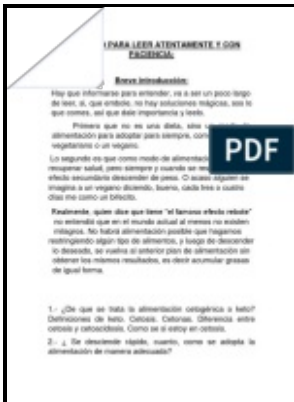 PARA LEER ATENTAMENTE Y CON
PACIENCIA:
Breve introducción:
Hay que informarse para entender, va a ser un poco largo
de leer, si, que embole, no hay soluciones mágicas, sos lo
que comes, así que dale importancia y leelo.
Primero que no es una dieta, sino un
alimentación para adoptar para siempre, como
vegetariano o un vegano.
PDF
Lo segundo es que como modo de alimentación
recuperar salud, pero siempre y cuando se
efecto secundario descender de peso. O acaso alguien se
imagina a un vegano diciendo, bueno, cada tres o cuatro
días me como un bifecito.
Realmente, quien dice que tiene "el famoso efecto rebote"
no entendió que en el mundo actual al menos no existen
milagros. No habrá alimentación posible que hagamos
restringiendo algún tipo de alimentos, y luego de descender
lo deseado, se vuelva al anterior plan de alimentación sin
obtener los mismos resultados, es decir acumular grasas
de igual forma.
1.- ¿De que se trata la alimentación cetogénica o keto?
Definiciones de keto. Cetosis. Cetonas. Diferencia entre
cetosis y cetoacidosis. Como se si estoy en cetosis.
2.- ¿ Se desciende rápido, cuanto, como se adopta la
alimentación de manera adecuada?